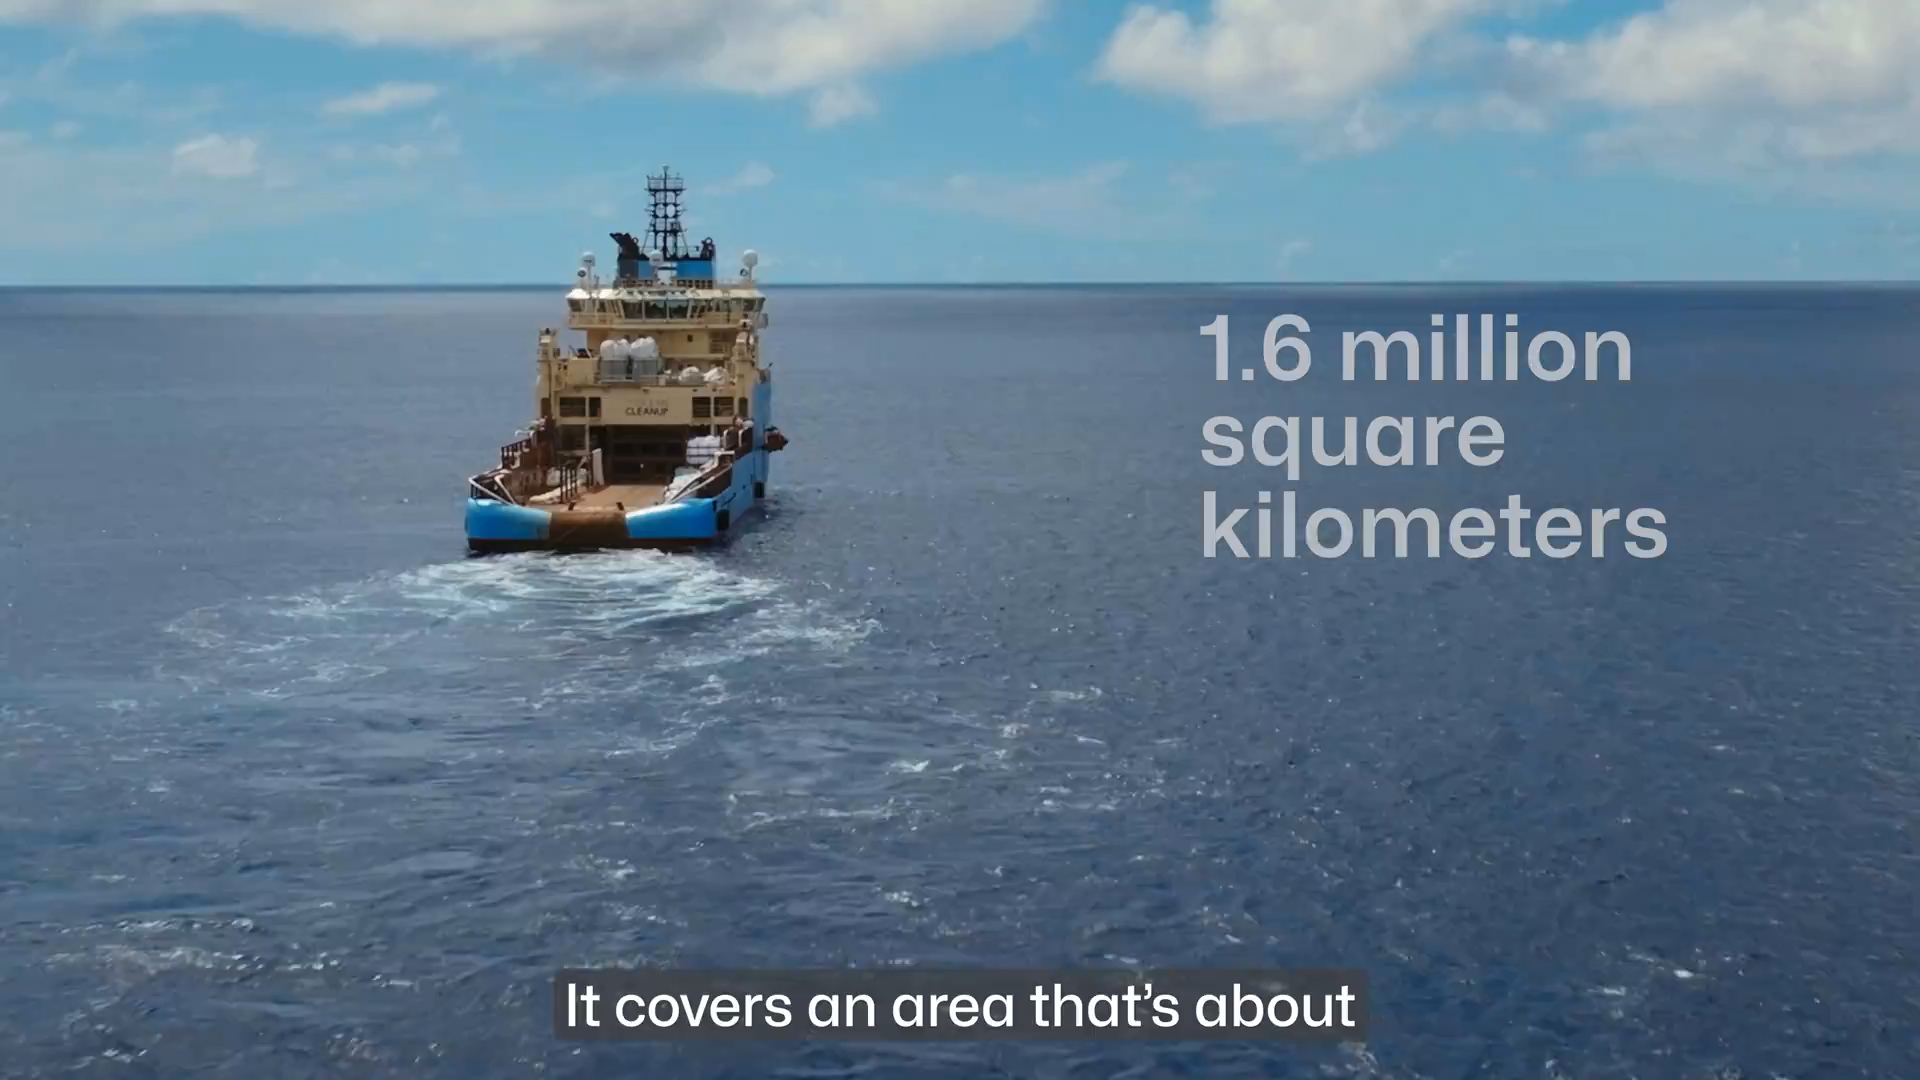 CLEANUP
1.6 million
square
kilometers
It covers an area that's about